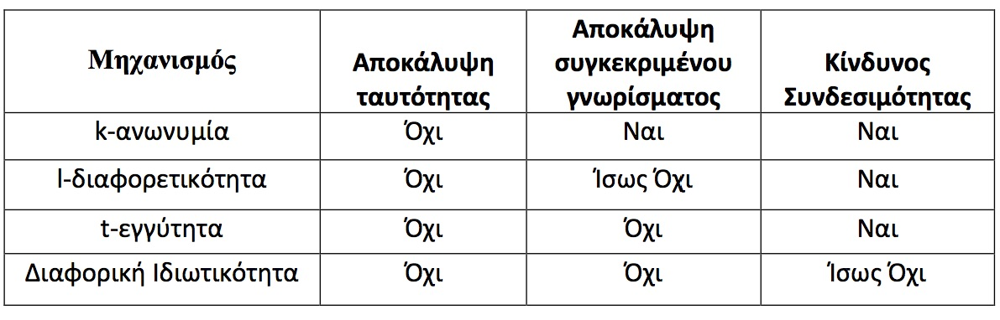 Μηχανισμός
Αποκάλυψη
ταυτότητας
Αποκάλυψη
συγκεκριμένου
γνωρίσματος
Κίνδυνος
Συνδεσιμότητας
k-ανωνυμία
Όχι
Ναι
Ναι
l-διαφορετικότητα
Όχι
Ίσως Όχι
Ναι
t-εγγύτητα
Όχι
Όχι
Ναι
Διαφορική Ιδιωτικότητα
Όχι
Όχι
Ίσως Όχι